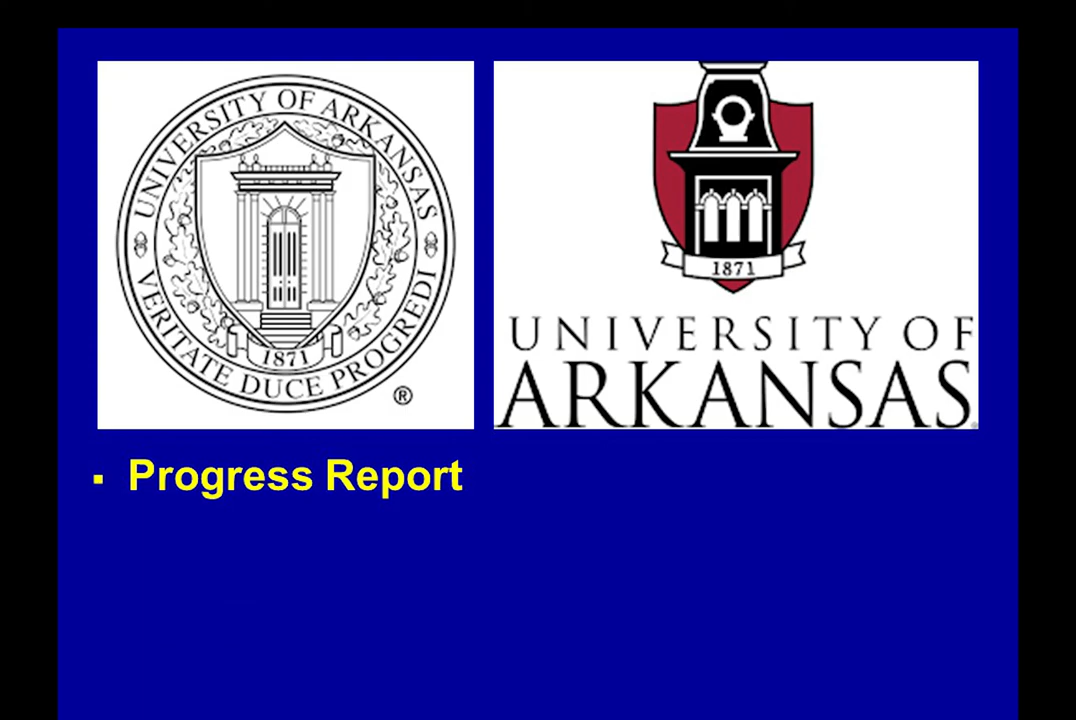 UNIVERSITY OF ARKANSAS
VERITATE DUCE PROGREDI
1871
®
1871
UNIVERSITY OF
ARKANSAS
▪ Progress Report